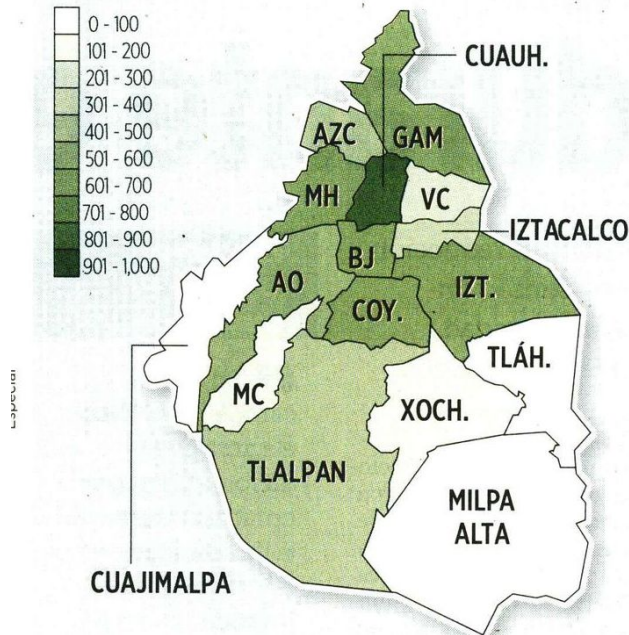 0 - 100
101 - 200
201 - 300
301 - 400
401 - 500
501 - 600
601 - 700
701 - 800
801 - 900
901 - 1,000
CUAUH.
AZC
GAM
MH
VC
IZTACALCO
BJ
AO
IZT.
COY.
TLÁH.
MC
XOCH.
TLALPAN
MILPA
ALTA
CUAJIMALPA
Especial